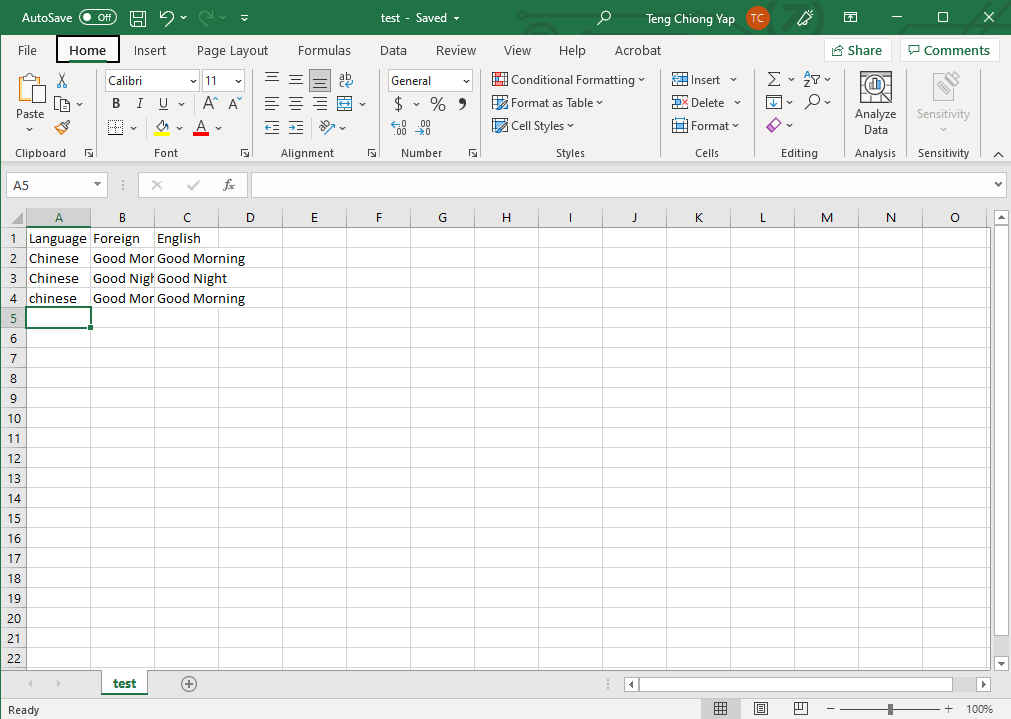 AutoSave Off test - Saved Teng Chiong Yap TC
File Home Insert Page Layout Formulas Data Review View Help Acrobat Share Comments
Calibri 11 ab c General $ % Conditional Formatting Insert
Paste B I U A A .00 .0 Format as Table Delete Analyze Data Sensitivity
A Cell Styles Format
Clipboard Font Alignment Number Styles Cells Editing Analysis Sensitivity
A5 fx
A B C D E F G H I J K L M N O
1 Language Foreign English
2 Chinese Good Mor Good Morning
3 Chinese Good Nigh Good Night
4 chinese Good Mor Good Morning
5
6
7
8
9
10
11
12
13
14
15
16
17
18
19
20
21
22
test
Ready 100%